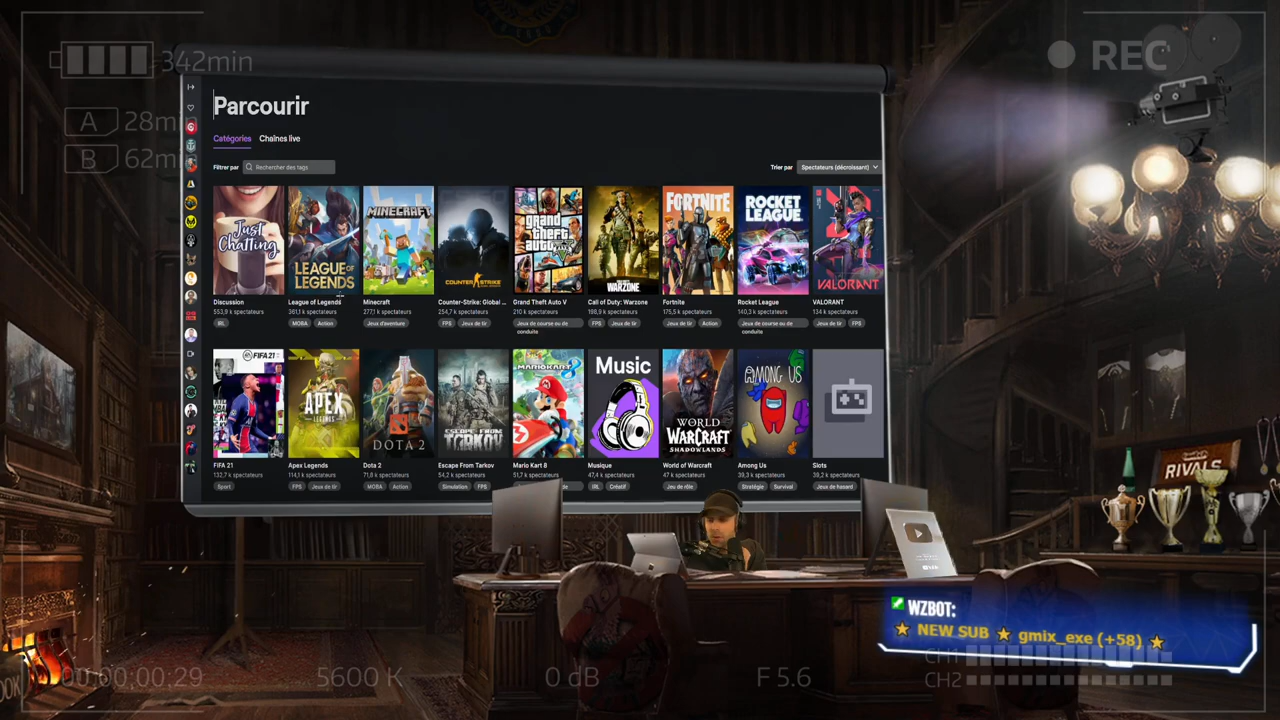 342min
REC
A 28min
B 62min
Parcourir
Catégories Chaînes live
Filtrer par Rechercher des tags
Trier par Spectateurs (décroissant)
Just Chatting
LEAGUE OF LEGENDS
MINECRAFT
COUNTER STRIKE
grand theft auto V
WARZONE
FORTNITE
ROCKET LEAGUE
VALORANT
Discussion
553,9 k spectateurs
IRL
League of Legends
361,1 k spectateurs
MOBA Action
Minecraft
277,1 k spectateurs
Jeux d'aventure
Counter-Strike: Global ...
254,7 k spectateurs
FPS Jeux de tir
Grand Theft Auto V
210 k spectateurs
Jeux de course ou de conduite
Call of Duty: Warzone
198,9 k spectateurs
FPS Jeux de tir
Fortnite
175,5 k spectateurs
Jeux de tir Action
Rocket League
140,3 k spectateurs
Jeux de course ou de conduite
VALORANT
134 k spectateurs
Jeux de tir FPS
FIFA 21
APEX LEGENDS
DOTA 2
ESCAPE FROM TARKOV
MARIOKART 8
Music
WORLD WARCRAFT SHADOWLANDS
AMONG US
FIFA 21
132,7 k spectateurs
Sport
Apex Legends
114,1 k spectateurs
FPS Jeux de tir
Dota 2
71,8 k spectateurs
MOBA Action
Escape From Tarkov
54,2 k spectateurs
Simulation FPS
Mario Kart 8
51,7 k spectateurs
Musique
47,4 k spectateurs
IRL Créatif
World of Warcraft
47 k spectateurs
Jeu de rôle
Among Us
39,3 k spectateurs
Stratégie Survival
Slots
39,2 k spectateurs
Jeux de hasard
RIVALS
WZBOT:
NEW SUB gmix_exe (+58)
00:00:00:29
5600 K
0 dB
F 5.6
CH1
CH2